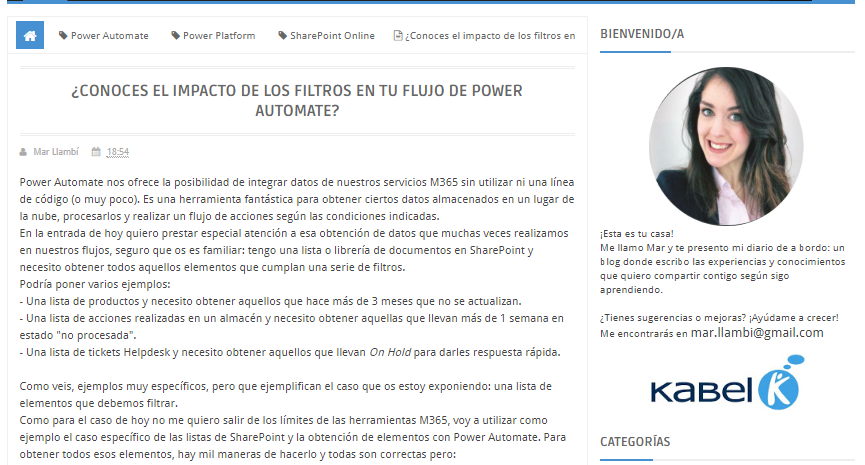 Power Automate Power Platform SharePoint Online ¿Conoces el impacto de los filtros en
¿CONOCES EL IMPACTO DE LOS FILTROS EN TU FLUJO DE POWER
AUTOMATE?
Mar Llambí 18:54
Power Automate nos ofrece la posibilidad de integrar datos de nuestros servicios M365 sin utilizar ni una línea
de código (o muy poco). Es una herramienta fantástica para obtener ciertos datos almacenados en un lugar de
la nube, procesarlos y realizar un flujo de acciones según las condiciones indicadas.
En la entrada de hoy quiero prestar especial atención a esa obtención de datos que muchas veces realizamos
en nuestros flujos, seguro que os es familiar: tengo una lista o librería de documentos en SharePoint y
necesito obtener todos aquellos elementos que cumplan una serie de filtros.
Podría poner varios ejemplos:
- Una lista de productos y necesito obtener aquellos que hace más de 3 meses que no se actualizan.
- Una lista de acciones realizadas en un almacén y necesito obtener aquellas que llevan más de 1 semana en
estado "no procesada".
- Una lista de tickets Helpdesk y necesito obtener aquellos que llevan On Hold para darles respuesta rápida.
Como veis, ejemplos muy específicos, pero que ejemplifican el caso que os estoy exponiendo: una lista de
elementos que debemos filtrar.
Como para el caso de hoy no me quiero salir de los límites de las herramientas M365, voy a utilizar como
ejemplo el caso específico de las listas de SharePoint y la obtención de elementos con Power Automate. Para
obtener todos esos elementos, hay mil maneras de hacerlo y todas son correctas pero:
BIENVENIDO/A
¡Esta es tu casa!
Me llamo Mar y te presento mi diario de a bordo: un
blog donde escribo las experiencias y conocimientos
que quiero compartir contigo según sigo
aprendiendo.
¿Tienes sugerencias o mejoras? ¡Ayúdame a crecer!
Me encontrarás en mar.llambi@gmail.com
KABEL K
CATEGORÍAS